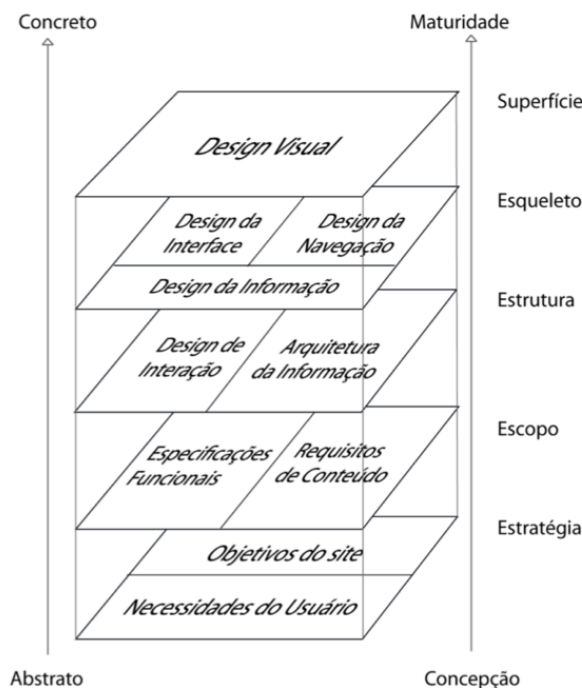 Concreto
Maturidade
Superfície
Design Visual
Esqueleto
Design da
Interface
Design da
Navegação
Design da Informação
Estrutura
Design de
Interação
Arquitetura
da Informação
Escopo
Especificações
Funcionais
Requisitos
de Conteúdo
Estratégia
Objetivos do site
Necessidades do Usuário
Abstrato
Concepção